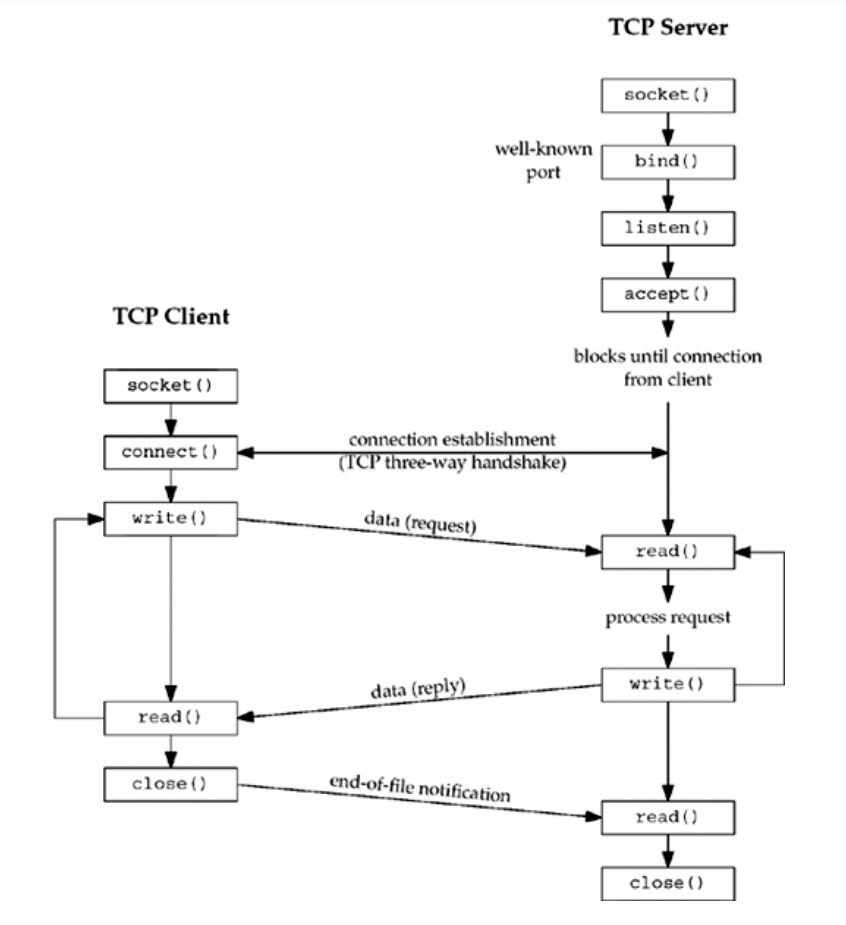 TCP Server
socket()
well-known
port
bind()
listen()
accept()
blocks until connection
from client
TCP Client
socket()
connect()
connection establishment
(TCP three-way handshake)
write()
data (request)
read()
process request
write()
data (reply)
read()
close()
end-of-file notification
read()
close()